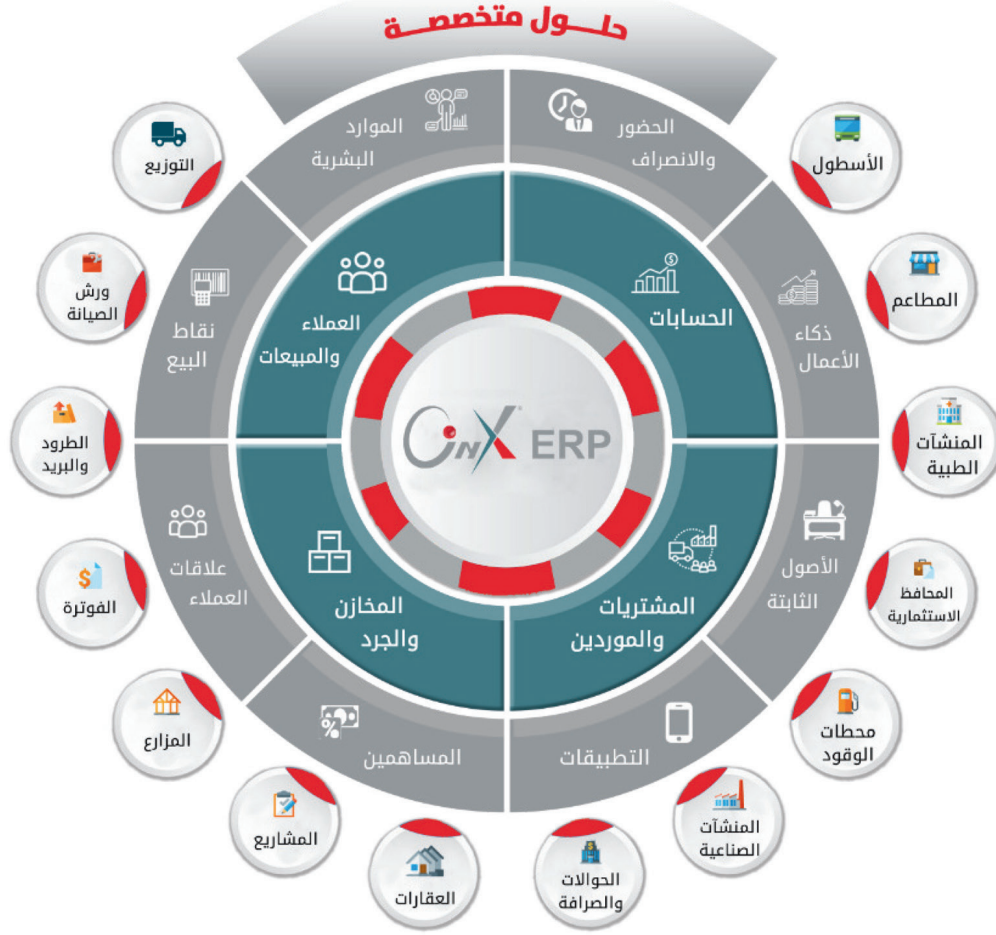 حلـــول متخصصـــة
الحضور
والانصراف
الموارد
البشرية
ذكاء
الأعمال
نقاط
البيع
الأصول
الثابتة
علاقات
العملاء
التطبيقات
المساهمين
الحسابات
العملاء
والمبيعات
المشتريات
والموردين
المخازن
والجرد
OnX ERP
الأسطول
المطاعم
المنشآت
الطبية
المحافظ
الاستثمارية
محطات
الوقود
المنشآت
الصناعية
الحوالات
والصرافة
العقارات
المشاريع
المزارع
الفوترة
الطرود
والبريد
ورش
الصيانة
التوزيع